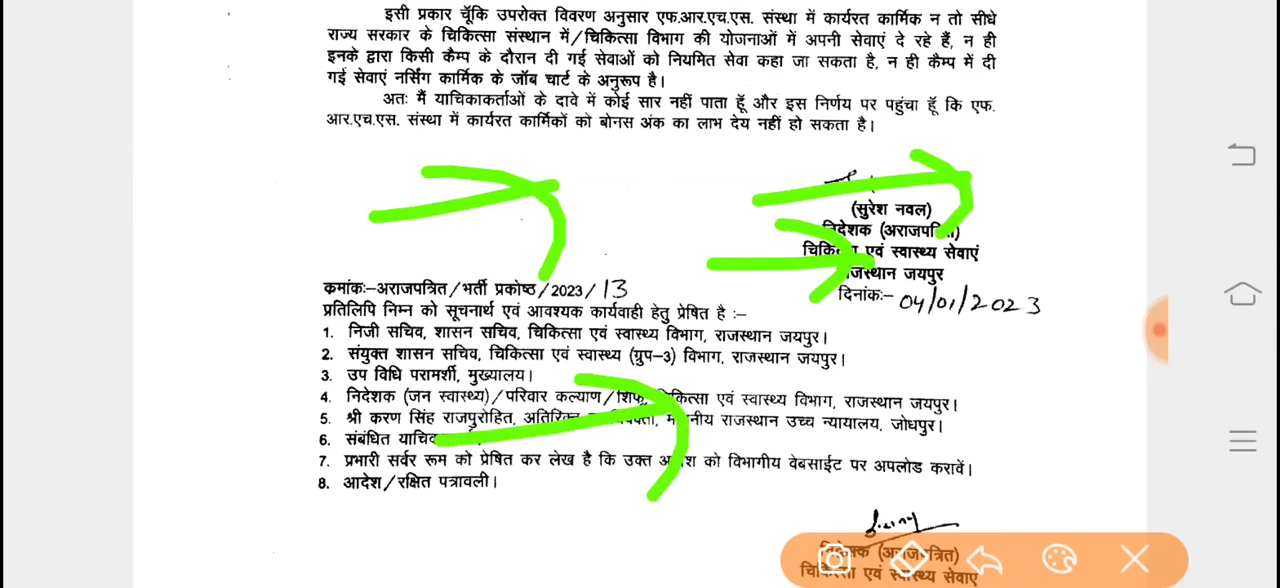 इसी प्रकार चूँकि उपरोक्त विवरण अनुसार एफ.आर.एच.एस. संस्था में कार्यरत कार्मिक न तो सीधे
राज्य सरकार के चिकित्सा संस्थान में/चिकित्सा विभाग की योजनाओं में अपनी सेवाएं दे रहे हैं, न ही
इनके द्वारा किसी कैम्प के दौरान दी गई सेवाओं को नियमित सेवा कहा जा सकता है, न ही कैम्प में दी
गई सेवाएं नर्सिंग कार्मिक के जॉब चार्ट के अनुरूप है।
अतः मैं याचिकाकर्ताओं के दावे में कोई सार नहीं पाता हूँ और इस निर्णय पर पहुंचा हूँ कि एफ.
आर.एच.एस. संस्था में कार्यरत कार्मिकों को बोनस अंक का लाभ देय नहीं हो सकता है।
(सुरेश नवल)
निदेशक (अराजपत्रित)
चिकित्सा एवं स्वास्थ्य सेवाएं
राजस्थान जयपुर
क्रमांकः-अराजपत्रित/भर्ती प्रकोष्ठ/2023/13
दिनांकः- 04/01/2023
प्रतिलिपि निम्न को सूचनार्थ एवं आवश्यक कार्यवाही हेतु प्रेषित है :-
1. निजी सचिव, शासन सचिव, चिकित्सा एवं स्वास्थ्य विभाग, राजस्थान जयपुर।
2. संयुक्त शासन सचिव, चिकित्सा एवं स्वास्थ्य (ग्रुप-3) विभाग, राजस्थान जयपुर।
3. उप विधि परामर्शी, मुख्यालय।
4. निदेशक (जन स्वास्थ्य)/परिवार कल्याण/शिफू चिकित्सा एवं स्वास्थ्य विभाग, राजस्थान जयपुर।
5. श्री करण सिंह राजपुरोहित, अतिरिक्त माननीय राजस्थान उच्च न्यायालय, जोधपुर।
6. संबंधित
7. प्रभारी सर्वर रूम को प्रेषित कर लेख है कि उक्त आदेश को विभागीय वेबसाईट पर अपलोड करावें।
8. आदेश/रक्षित पत्रावली।
निदेशक (अराजपत्रित)
चिकित्सा एवं स्वास्थ्य सेवाएं